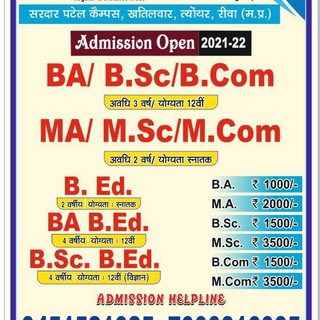 सरदार पटेल कैम्पस, खतिलवार, त्योंथर, रीवा (म.प्र.)
Admission Open 2021-22
BA/ B.Sc/B.Com
अवधि 3 वर्ष/ योग्यता 12वीं
MA/ M.Sc/M.Com
अवधि 2 वर्ष/ योग्यता स्नातक
B. Ed.
2 वर्षीय योग्यता : स्नातक
BA B.Ed.
4 वर्षीय योग्यता : 12वीं
B.Sc. B.Ed.
4 वर्षीय योग्यता : 12वीं (विज्ञान)
B.A. ₹ 1000/-
M.A. ₹ 2000/-
B.Sc. ₹ 1500/-
M.Sc. ₹ 3500/-
B.Com ₹ 1500/-
M.Com ₹ 3500/-
ADMISSION HELPLINE